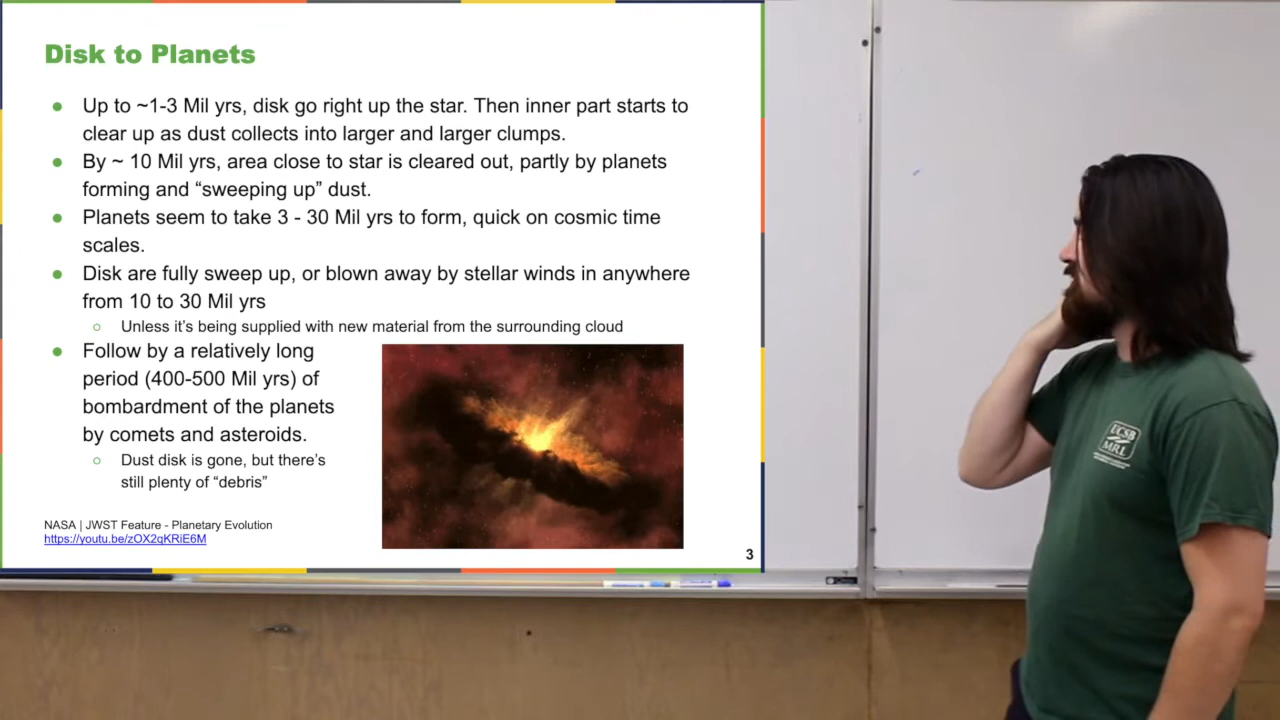 Disk to Planets
● Up to ~1-3 Mil yrs, disk go right up the star. Then inner part starts to
clear up as dust collects into larger and larger clumps.
● By ~ 10 Mil yrs, area close to star is cleared out, partly by planets
forming and “sweeping up” dust.
● Planets seem to take 3 - 30 Mil yrs to form, quick on cosmic time
scales.
● Disk are fully sweep up, or blown away by stellar winds in anywhere
from 10 to 30 Mil yrs
○ Unless it’s being supplied with new material from the surrounding cloud
● Follow by a relatively long
period (400-500 Mil yrs) of
bombardment of the planets
by comets and asteroids.
○ Dust disk is gone, but there’s
still plenty of “debris”
NASA | JWST Feature - Planetary Evolution
https://youtu.be/zOX2qKRiE6M
3
UCSB
MRL